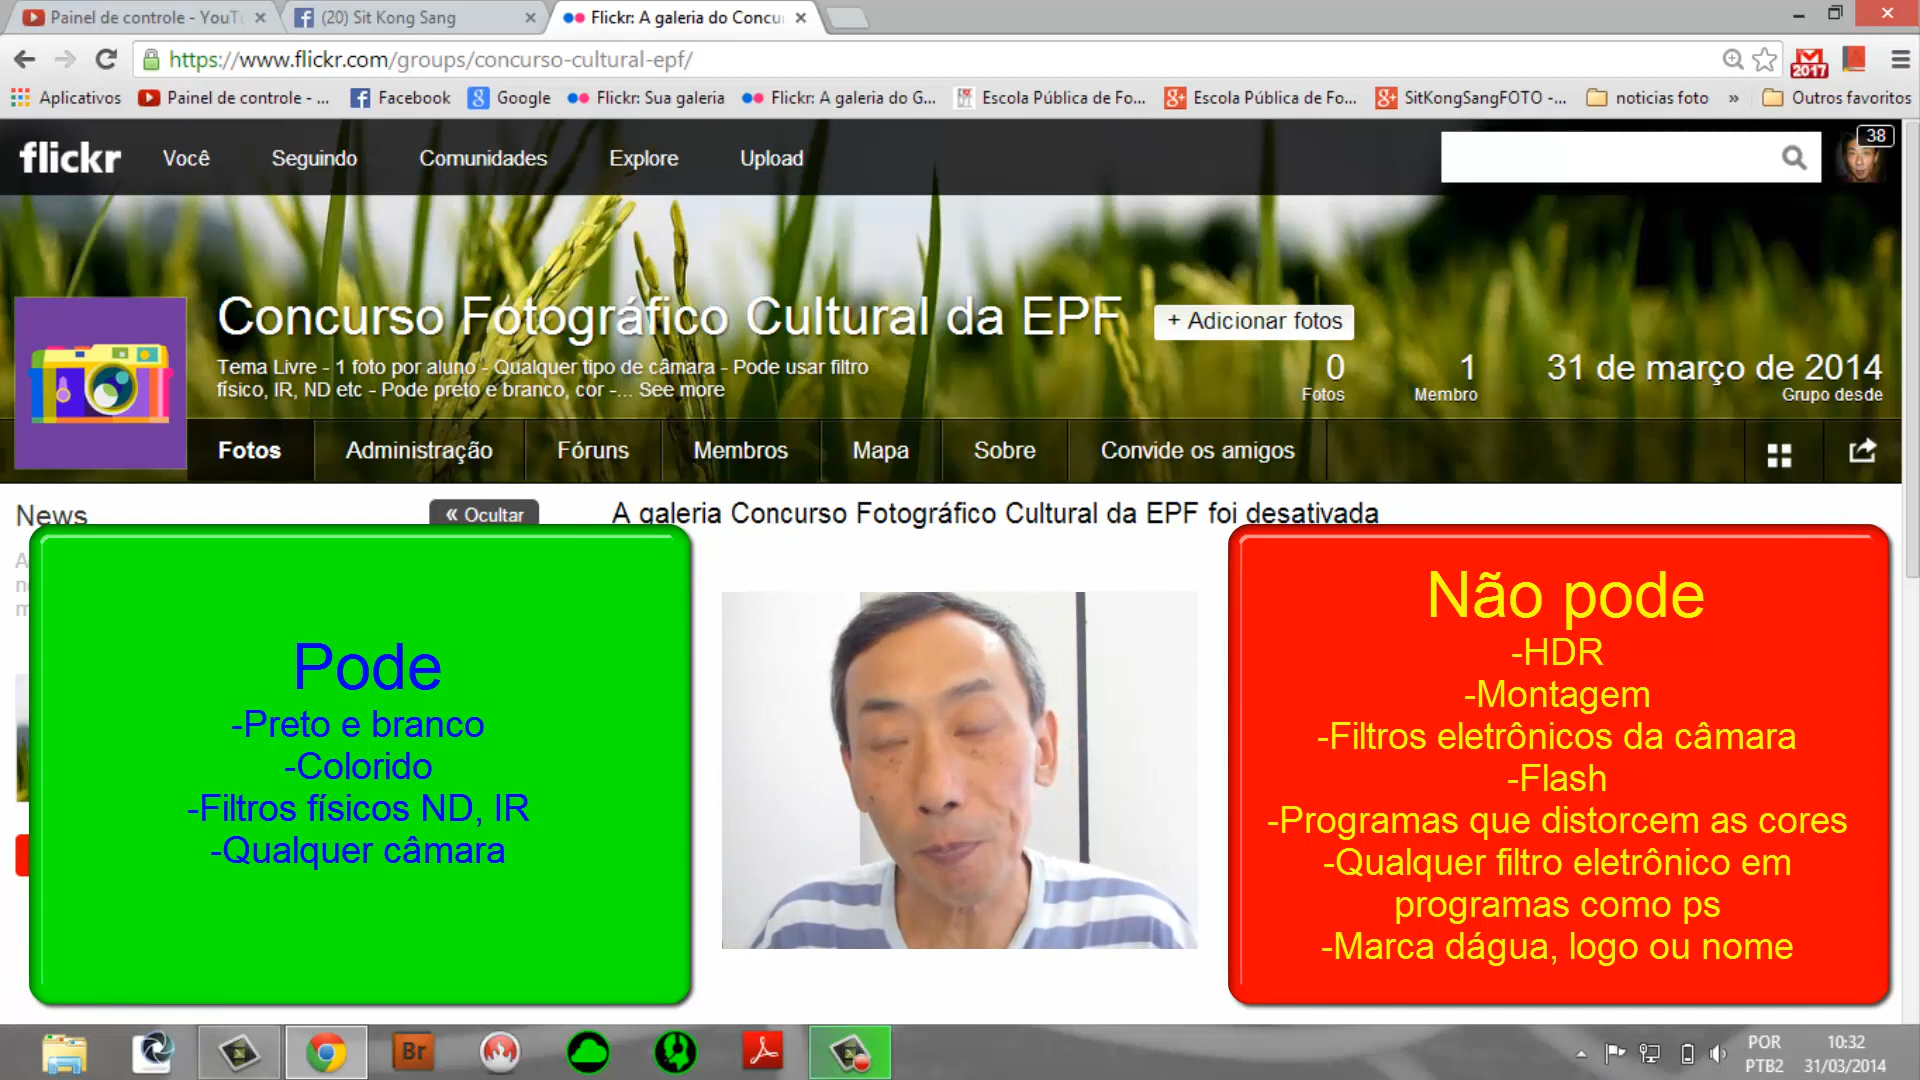 Painel de controle - YouTu
(20) Sit Kong Sang
Flickr: A galeria do Concu
https://www.flickr.com/groups/concurso-cultural-epf/
2017
Aplicativos
Painel de controle - ...
Facebook
Google
Flickr: Sua galeria
Flickr: A galeria do G...
Escola Pública de Fo...
Escola Pública de Fo...
SitKongSangFOTO -...
noticias foto
»
Outros favoritos
flickr
Você
Seguindo
Comunidades
Explore
Upload
38
Concurso Fotográfico Cultural da EPF
+ Adicionar fotos
Tema Livre - 1 foto por aluno - Qualquer tipo de câmara - Pode usar filtro
físico, IR, ND etc - Pode preto e branco, cor -... See more
0
Fotos
1
Membro
31 de março de 2014
Grupo desde
Fotos
Administração
Fóruns
Membros
Mapa
Sobre
Convide os amigos
News
« Ocultar
A galeria Concurso Fotográfico Cultural da EPF foi desativada
Pode
-Preto e branco
-Colorido
-Filtros físicos ND, IR
-Qualquer câmara
Não pode
-HDR
-Montagem
-Filtros eletrônicos da câmara
-Flash
-Programas que distorcem as cores
-Qualquer filtro eletrônico em
programas como ps
-Marca dágua, logo ou nome
Br
POR
PTB2
10:32
31/03/2014